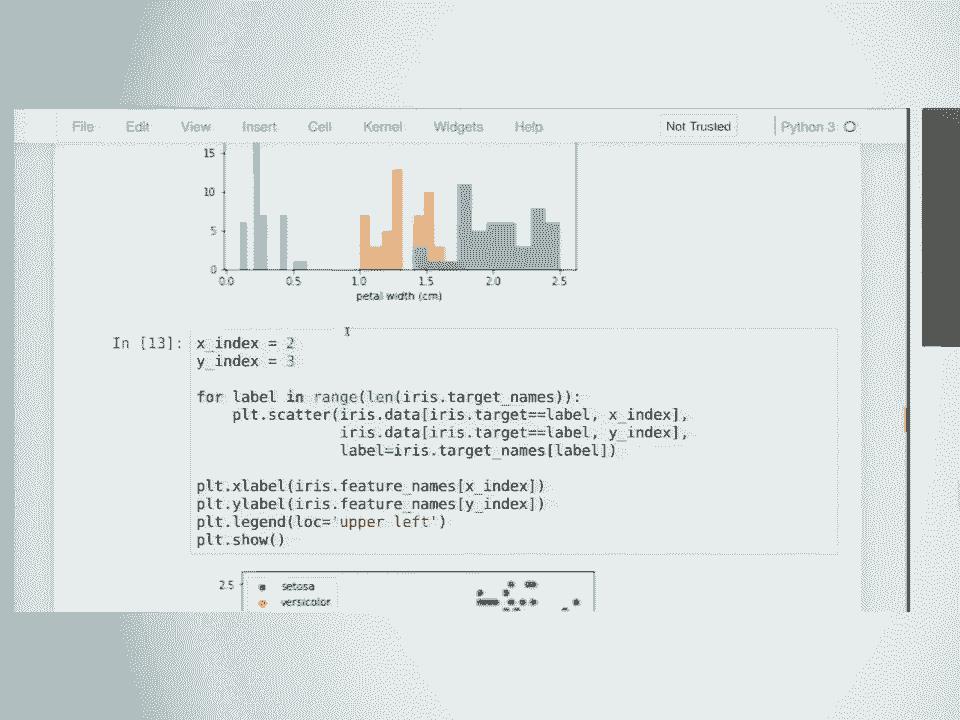 File Edit View Insert Cell Kernel Widgets Help Not Trusted Python 3
15
10
5
0
0.0 0.5 1.0 1.5 2.0 2.5
petal width (cm)
In [13]: x_index = 2
y_index = 3
for label in range(len(iris.target_names)):
plt.scatter(iris.data[iris.target==label, x_index],
iris.data[iris.target==label, y_index],
label=iris.target_names[label])
plt.xlabel(iris.feature_names[x_index])
plt.ylabel(iris.feature_names[y_index])
plt.legend(loc='upper left')
plt.show()
2.5 setosa
versicolor